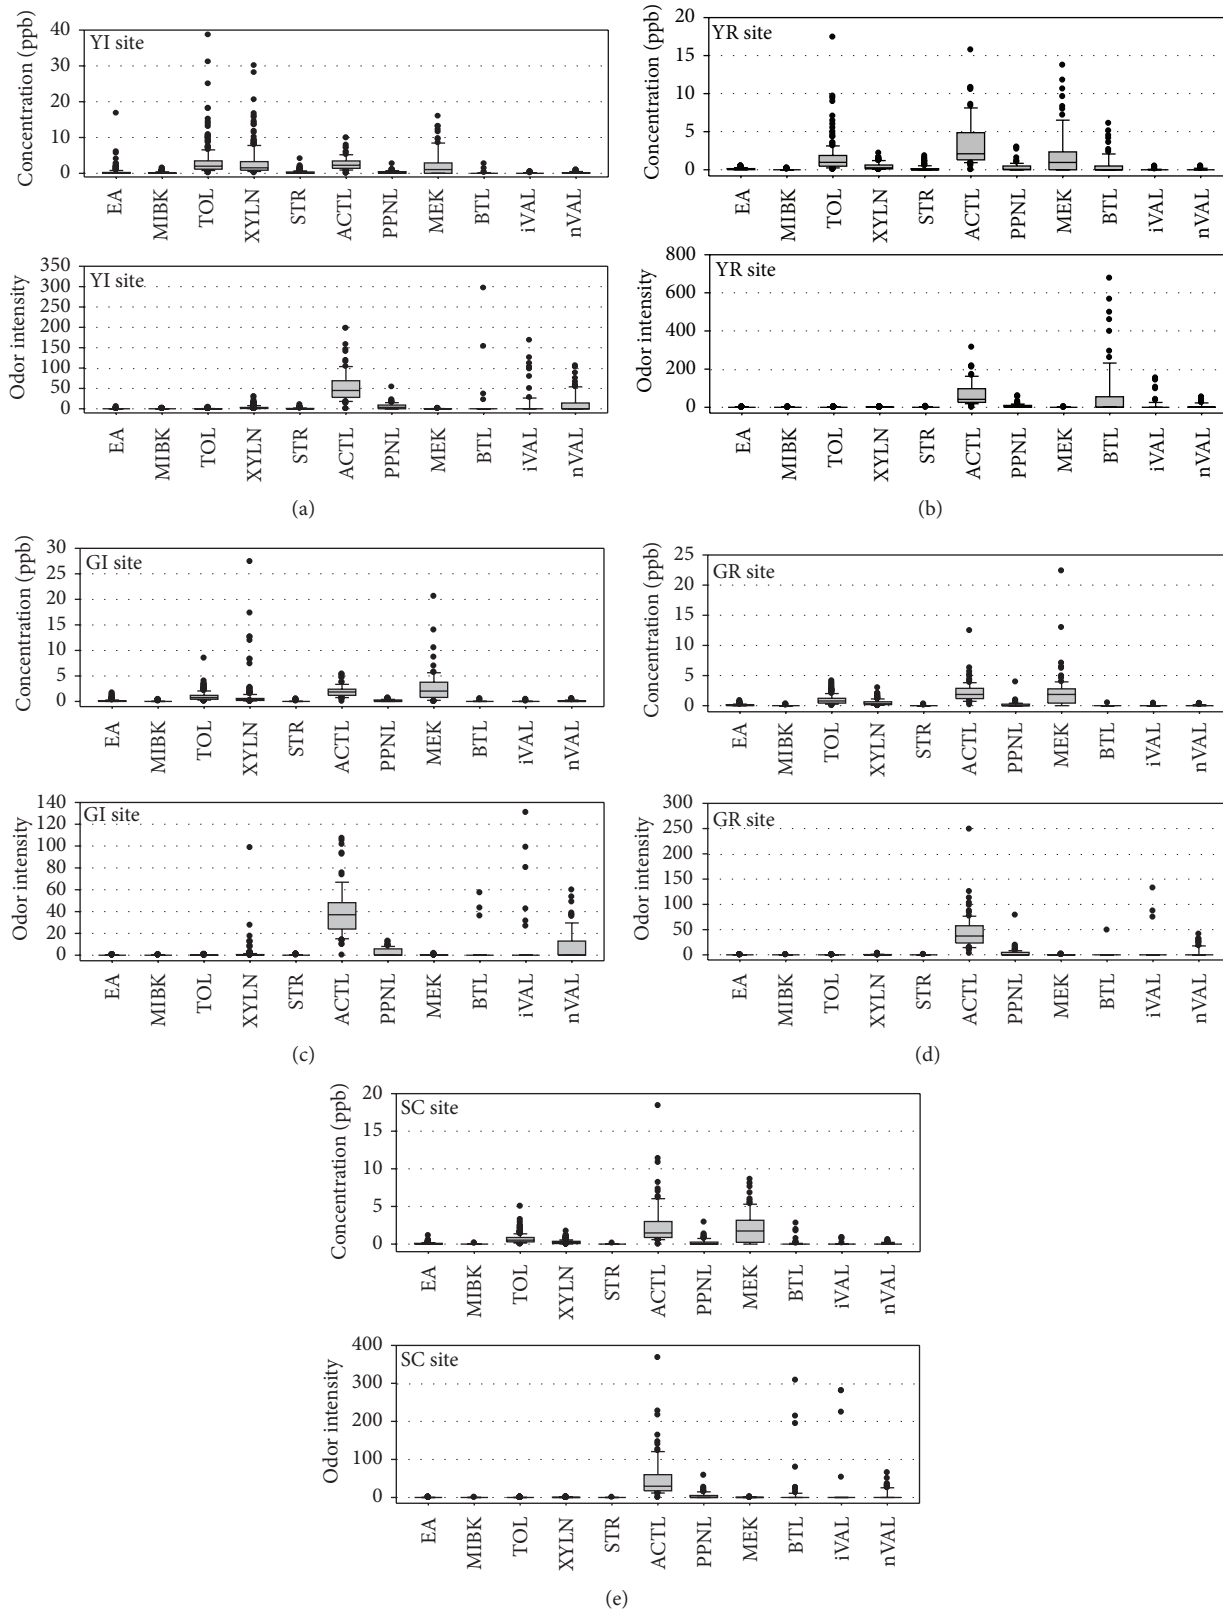 Concentration (ppb)
40
30
20
10
0
YI site
EA
MIBK
TOL
XYLN
STR
ACTL
PPNL
MEK
BTL
iVAL
nVAL
Odor intensity
350
300
250
200
150
100
50
0
YI site
EA
MIBK
TOL
XYLN
STR
ACTL
PPNL
MEK
BTL
iVAL
nVAL
(a)
Concentration (ppb)
20
15
10
5
0
YR site
EA
MIBK
TOL
XYLN
STR
ACTL
PPNL
MEK
BTL
iVAL
nVAL
Odor intensity
800
600
400
200
0
YR site
EA
MIBK
TOL
XYLN
STR
ACTL
PPNL
MEK
BTL
iVAL
nVAL
(b)
Concentration (ppb)
30
25
20
15
10
5
0
GI site
EA
MIBK
TOL
XYLN
STR
ACTL
PPNL
MEK
BTL
iVAL
nVAL
Odor intensity
140
120
100
80
60
40
20
0
GI site
EA
MIBK
TOL
XYLN
STR
ACTL
PPNL
MEK
BTL
iVAL
nVAL
(c)
Concentration (ppb)
25
20
15
10
5
0
GR site
EA
MIBK
TOL
XYLN
STR
ACTL
PPNL
MEK
BTL
iVAL
nVAL
Odor intensity
300
250
200
150
100
50
0
GR site
EA
MIBK
TOL
XYLN
STR
ACTL
PPNL
MEK
BTL
iVAL
nVAL
(d)
Concentration (ppb)
20
15
10
5
0
SC site
EA
MIBK
TOL
XYLN
STR
ACTL
PPNL
MEK
BTL
iVAL
nVAL
Odor intensity
400
300
200
100
0
SC site
EA
MIBK
TOL
XYLN
STR
ACTL
PPNL
MEK
BTL
iVAL
nVAL
(e)